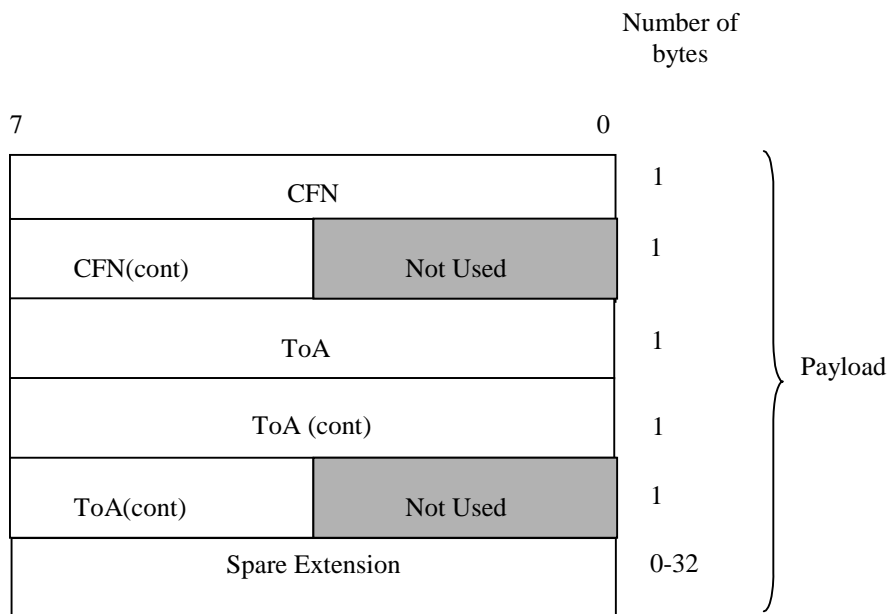 Number of
bytes
7 0
CFN 1
CFN(cont) Not Used 1
ToA 1
Payload
ToA (cont) 1
ToA(cont) Not Used 1
Spare Extension 0-32